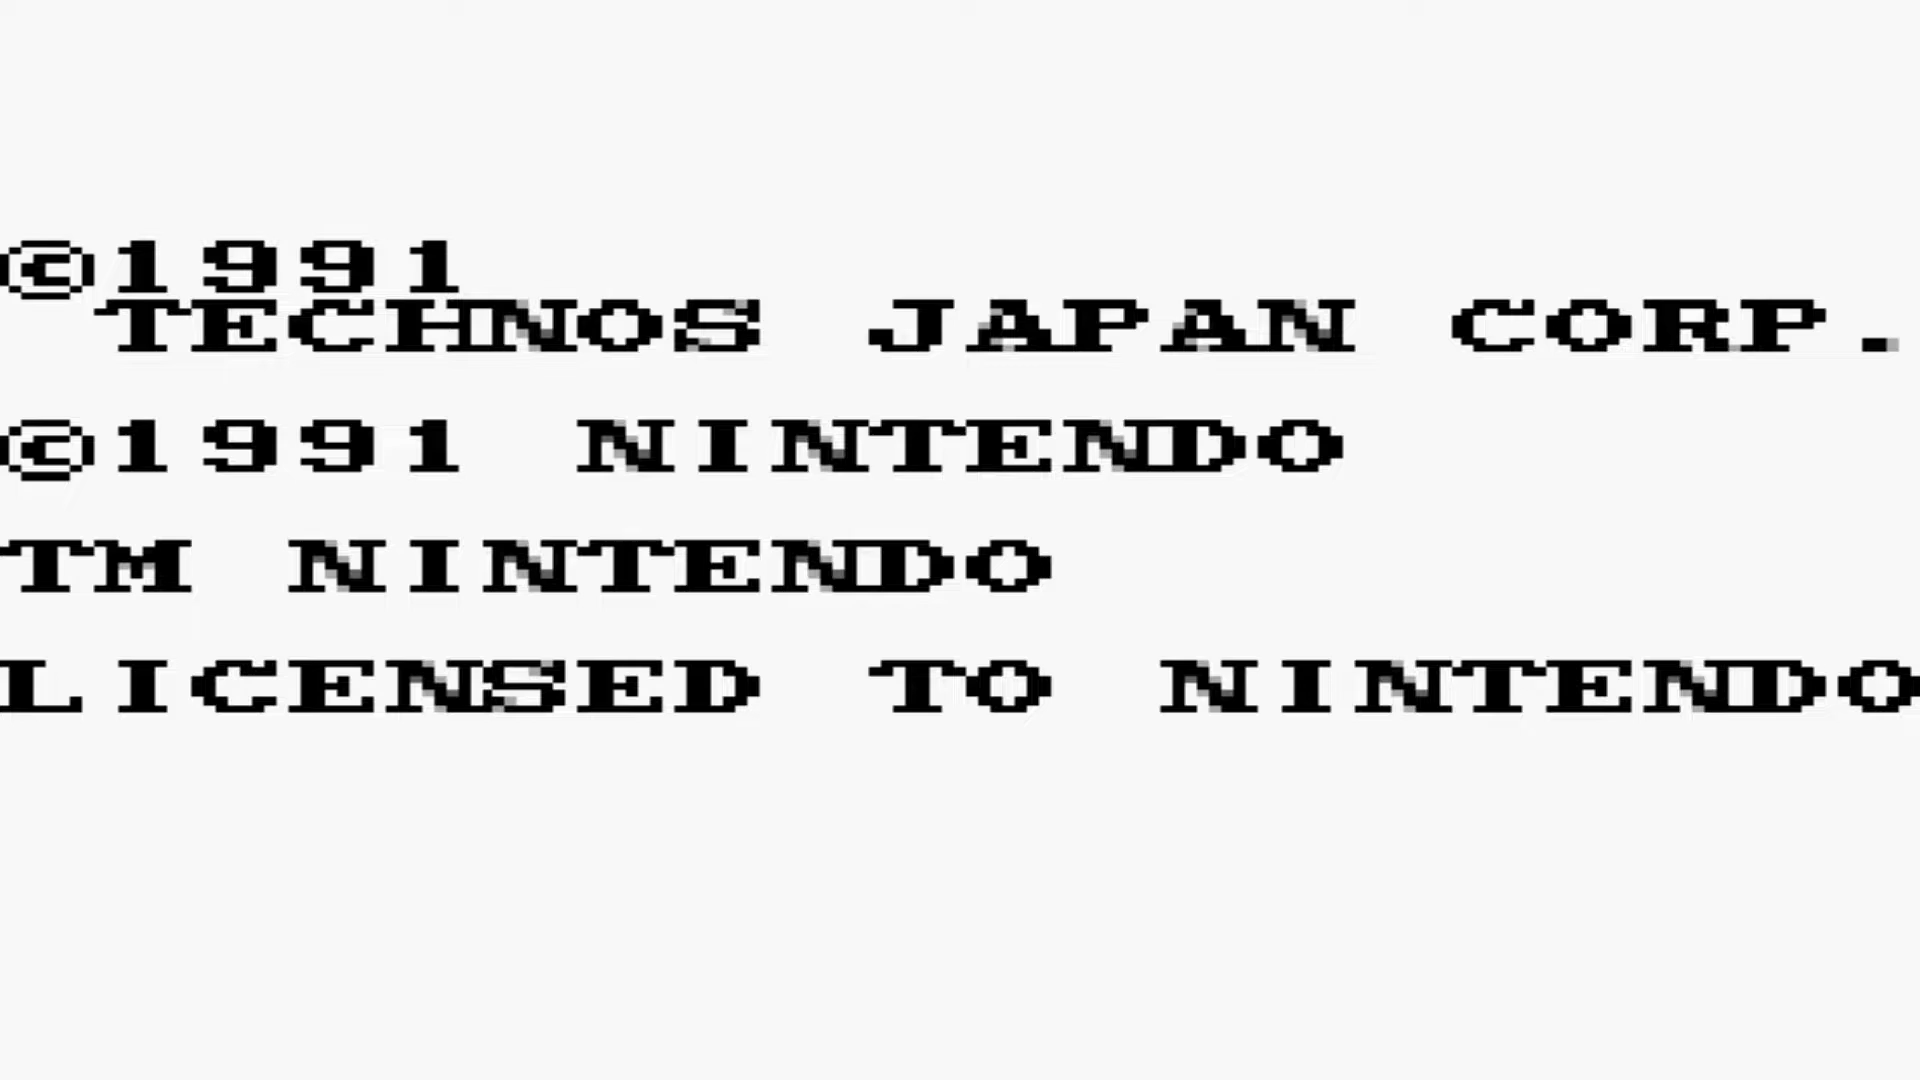 ©1991
TECHNOS JAPAN CORP.
©1991 NINTENDO
TM NINTENDO
LICENSED TO NINTENDO